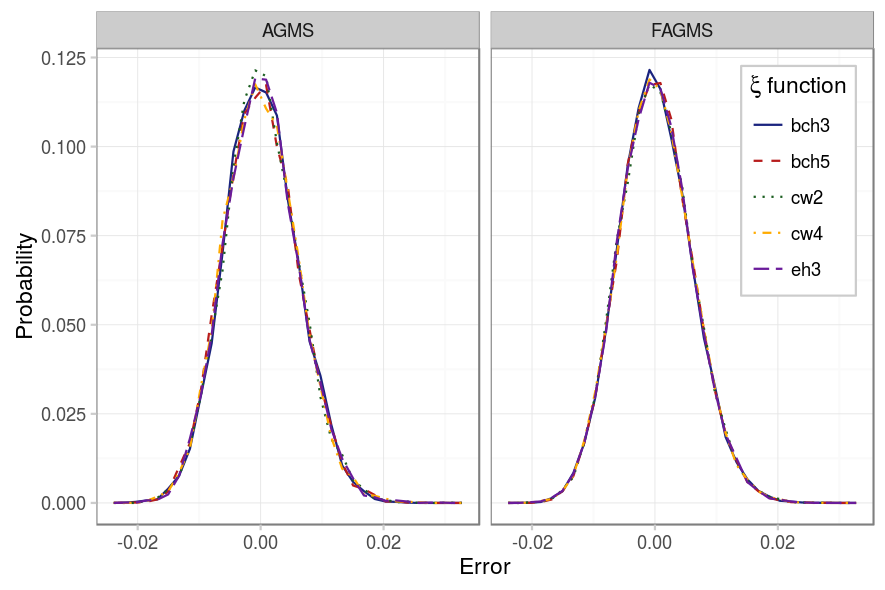 AGMS
FAGMS
0.125
0.100
0.075
0.050
0.025
0.000
Probability
ξ function
bch3
bch5
cw2
cw4
eh3
-0.02
0.00
0.02
-0.02
0.00
0.02
Error